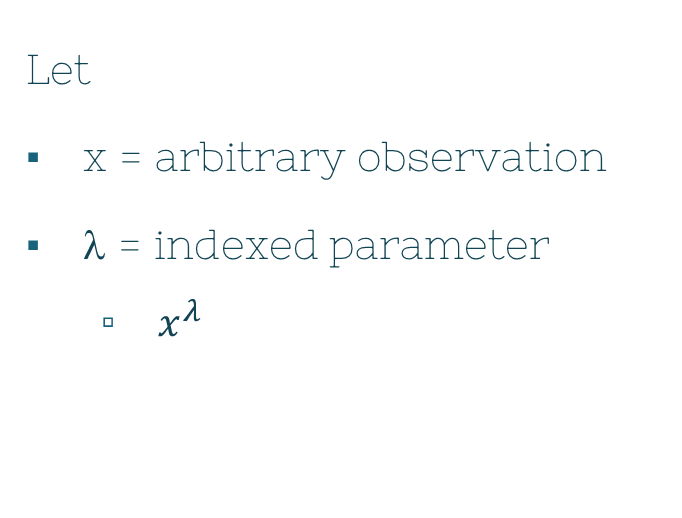 Let
▪ x = arbitrary observation
▪ λ = indexed parameter
▫ x^λ